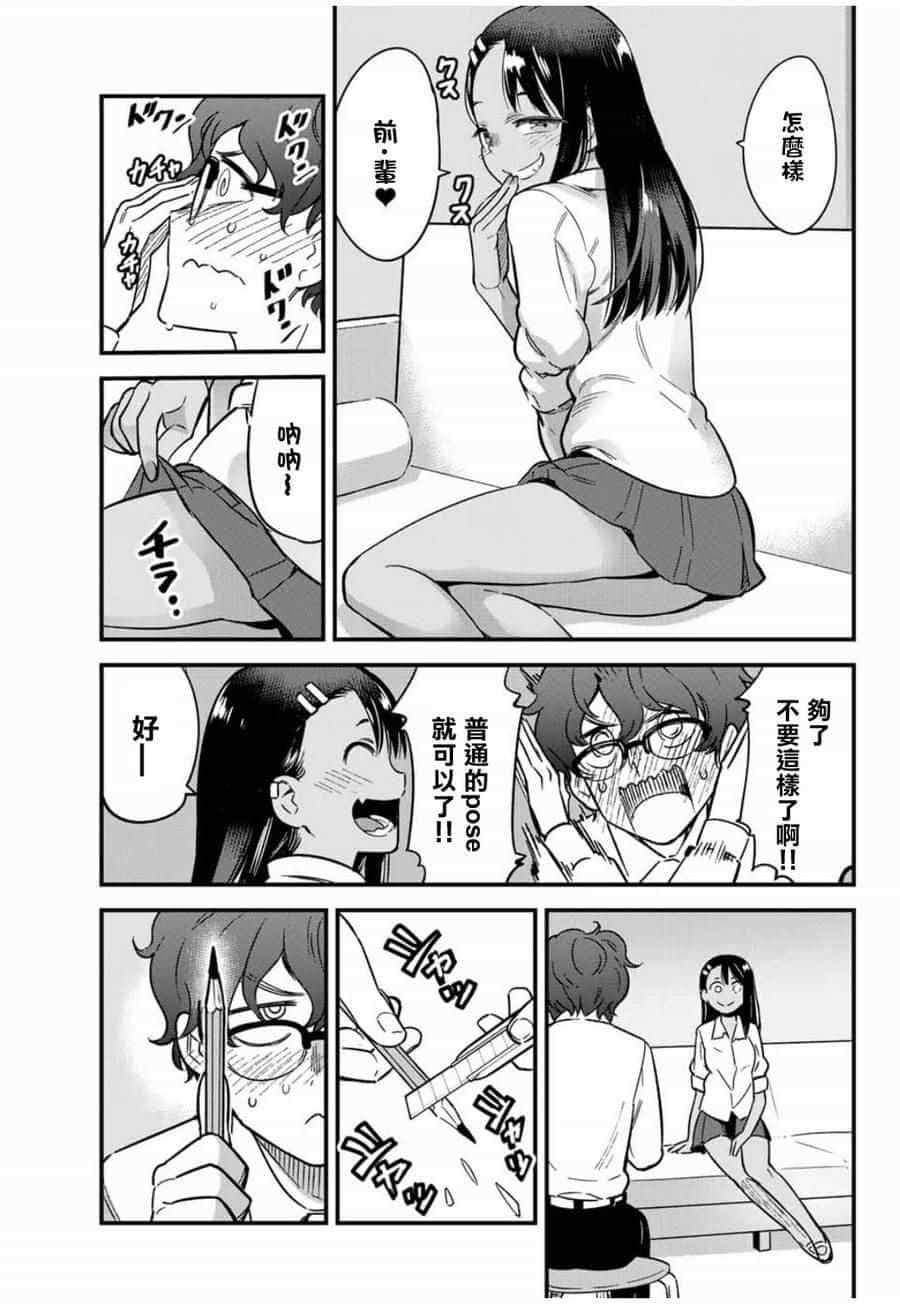 怎麼樣
クスッ
前・輩♥
クスッ
ドクン
ドクン
カチャ
カチャ
ドクン
吶吶~
チラ・
夠了
不要這樣了啊!!
普通的pose
就可以了!!
好ー
シャッ
シャッ
シャッ